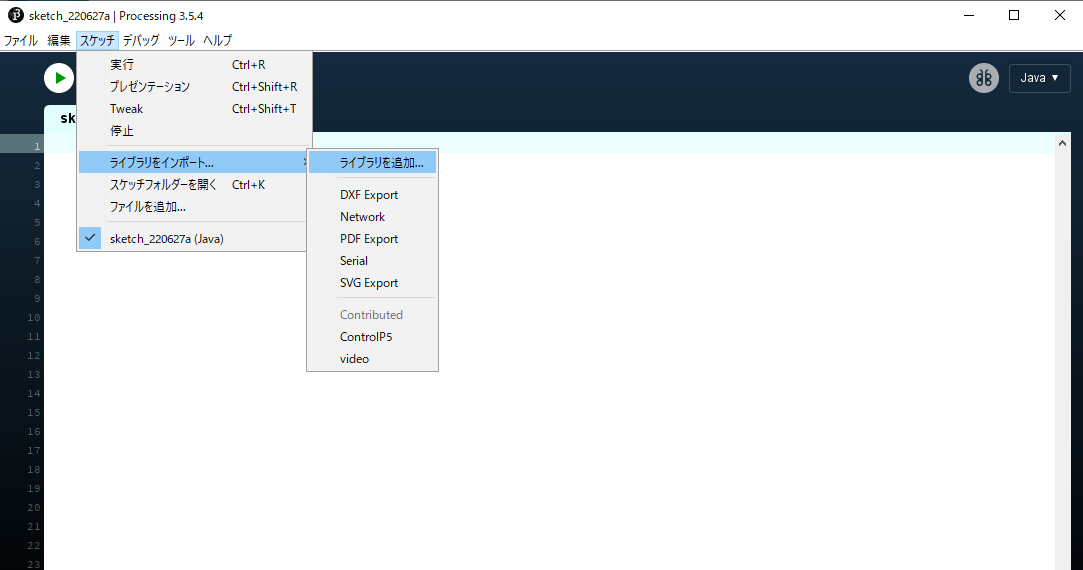 sketch_220627a | Processing 3.5.4
ファイル 編集 スケッチ デバッグ ツール ヘルプ
実行 Ctrl+R
プレゼンテーション Ctrl+Shift+R
Tweak Ctrl+Shift+T
停止
ライブラリをインポート...
スケッチフォルダーを開く Ctrl+K
ファイルを追加...
sketch_220627a (Java)
ライブラリを追加...
DXF Export
Network
PDF Export
Serial
SVG Export
Contributed
ControlP5
video
Java ▼
sk
1
2
3
4
5
6
7
8
9
10
11
12
13
14
15
16
17
18
19
20
21
22
23